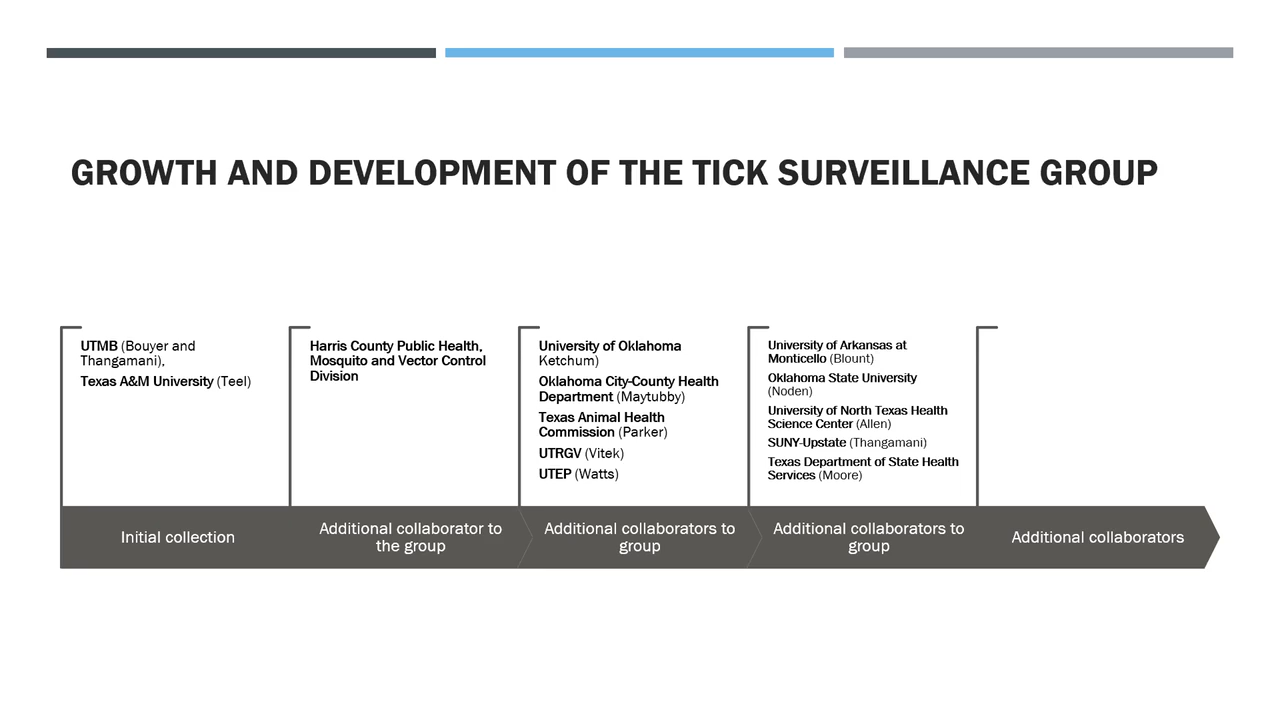 GROWTH AND DEVELOPMENT OF THE TICK SURVEILLANCE GROUP
UTMB (Bouyer and
Thangamani),
Texas A&M University (Teel)
Harris County Public Health,
Mosquito and Vector Control
Division
University of Oklahoma
Ketchum)
Oklahoma City-County Health
Department (Maytubby)
Texas Animal Health
Commission (Parker)
UTRGV (Vitek)
UTEP (Watts)
University of Arkansas at
Monticello (Blount)
Oklahoma State University
(Noden)
University of North Texas Health
Science Center (Allen)
SUNY-Upstate (Thangamani)
Texas Department of State Health
Services (Moore)
Initial collection
Additional collaborator to
the group
Additional collaborators to
group
Additional collaborators to
group
Additional collaborators